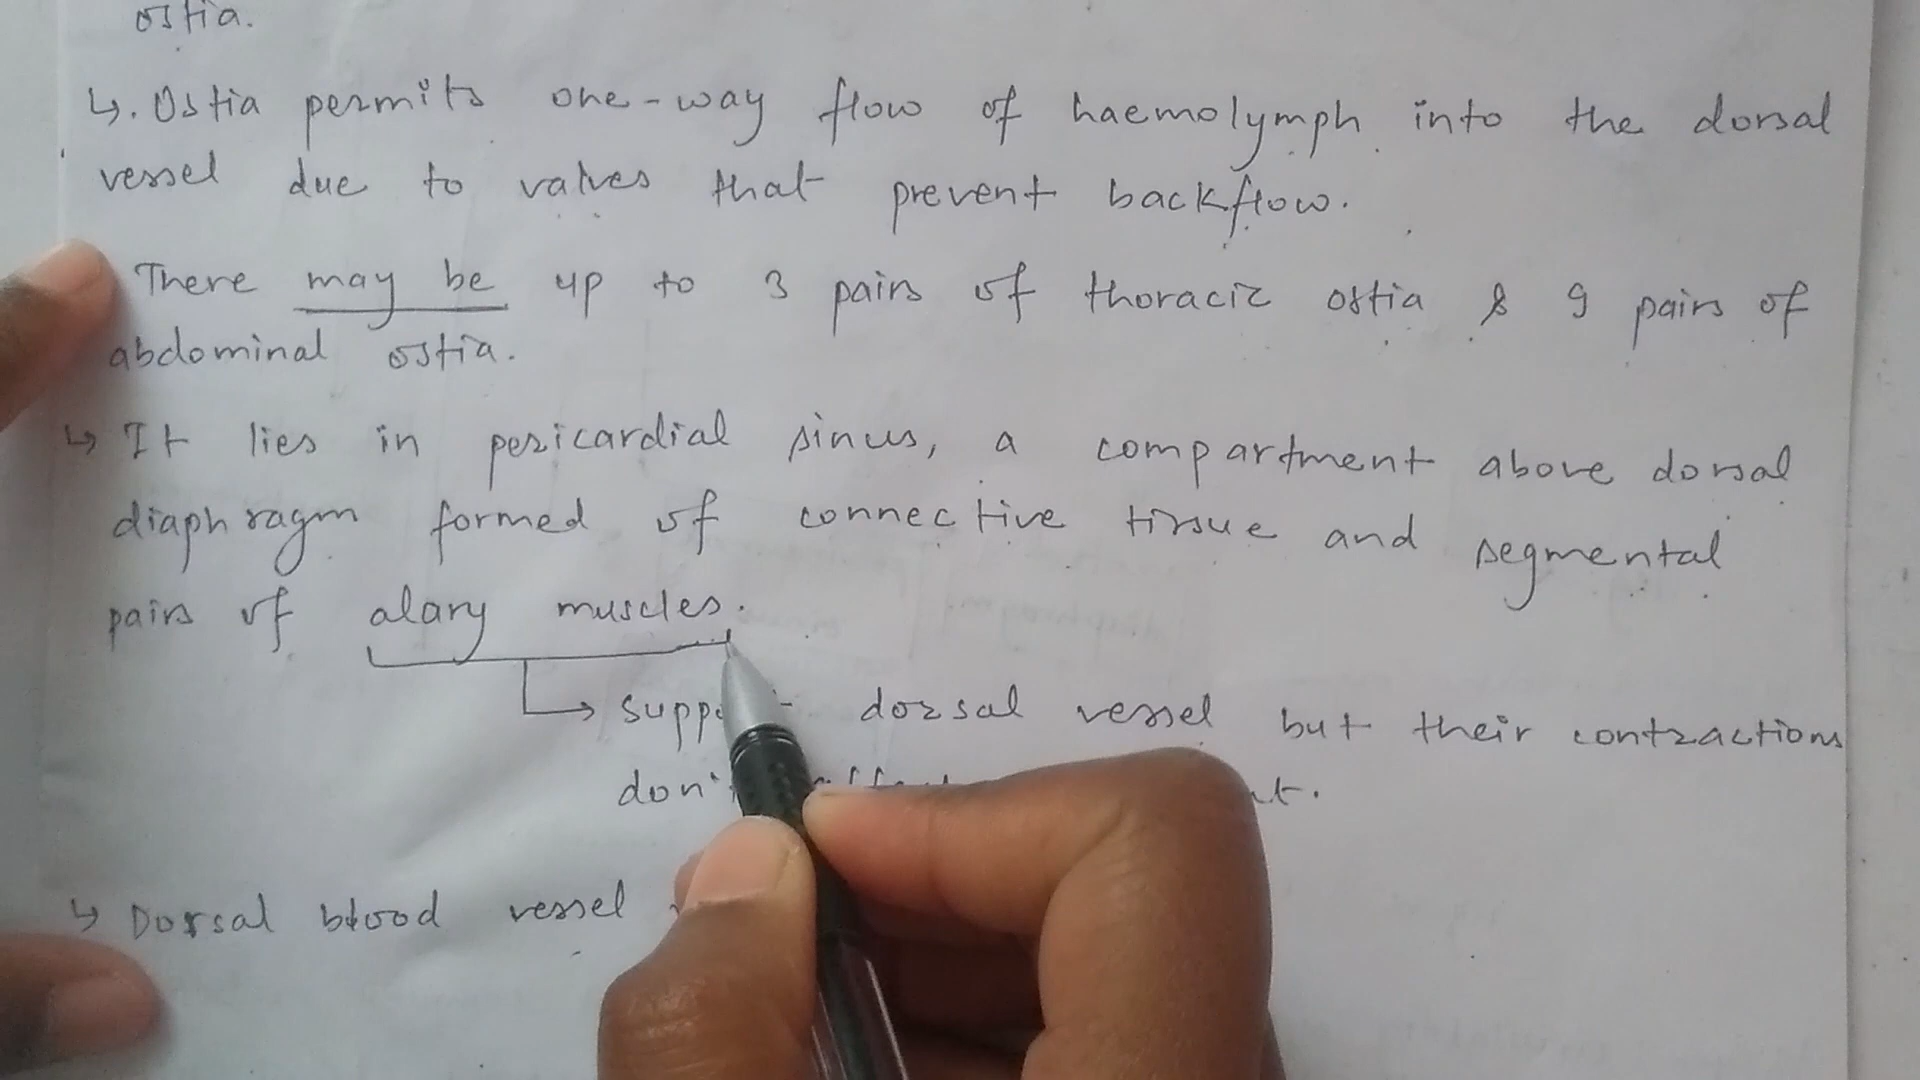 ostia.
↳. Ostia permits one-way flow of haemolymph into the dorsal
vessel due to valves that prevent backflow.
There may be up to 3 pairs of thoracic ostia & 9 pairs of
abdominal ostia.
↳ It lies in pericardial sinus, a compartment above dorsal
diaphragm formed of connective tissue and segmental
pairs of alary muscles.
↳ support dorsal vessel but their contractions
don't
↳ Dorsal blood vessel